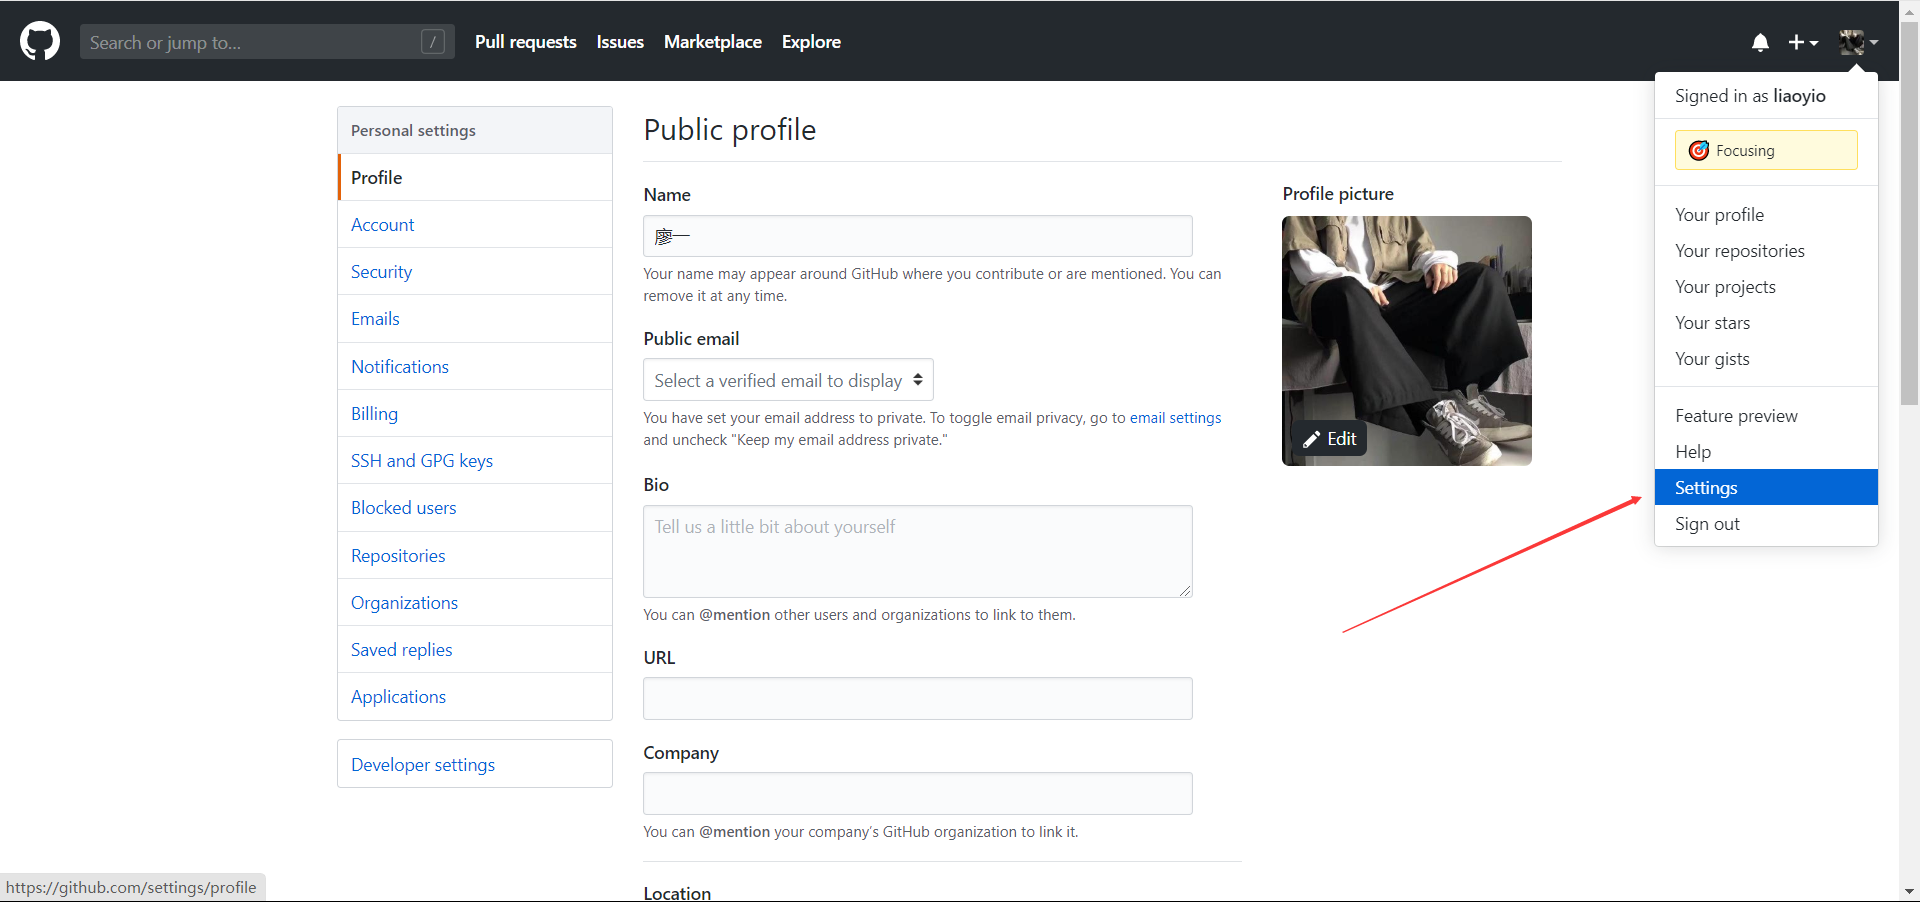 Search or jump to...
/
Pull requests
Issues
Marketplace
Explore
Signed in as liaoyio
Focusing
Your profile
Your repositories
Your projects
Your stars
Your gists
Feature preview
Help
Settings
Sign out
Personal settings
Profile
Account
Security
Emails
Notifications
Billing
SSH and GPG keys
Blocked users
Repositories
Organizations
Saved replies
Applications
Developer settings
Public profile
Name
廖一
Your name may appear around GitHub where you contribute or are mentioned. You can
remove it at any time.
Public email
Select a verified email to display
You have set your email address to private. To toggle email privacy, go to email settings
and uncheck "Keep my email address private."
Bio
Tell us a little bit about yourself
You can @mention other users and organizations to link to them.
URL
Company
You can @mention your company's GitHub organization to link it.
Location
Profile picture
Edit
https://github.com/settings/profile